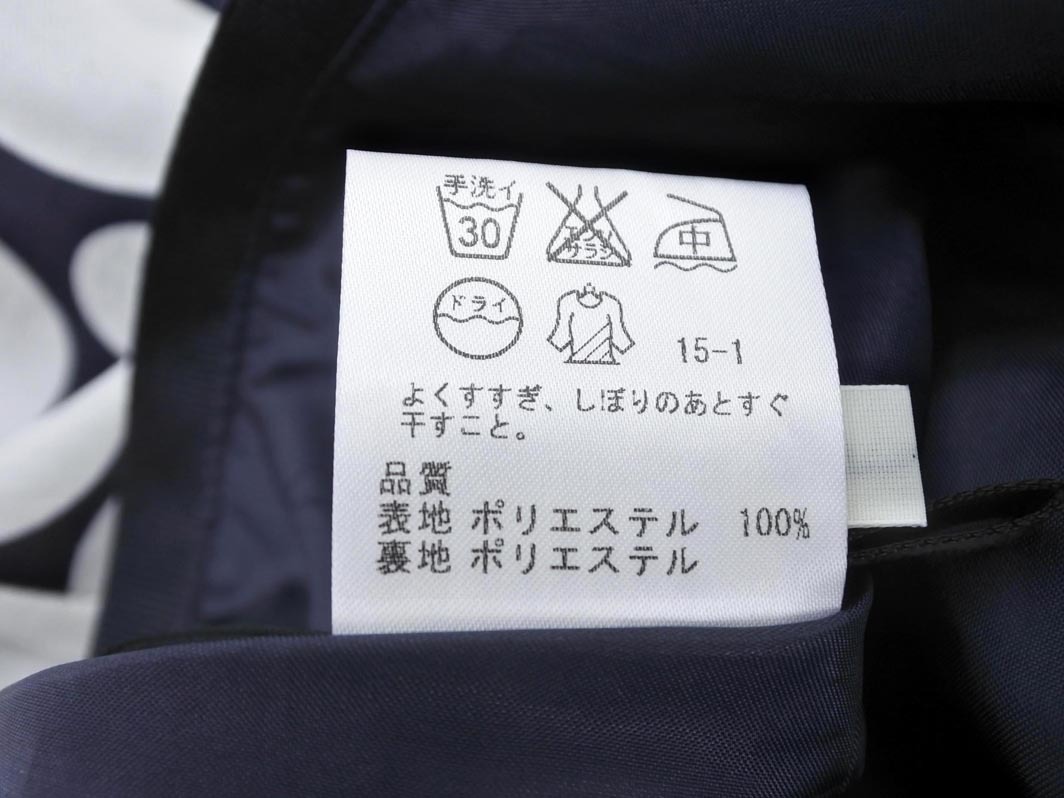 手洗イ
30
エンソ
サラシ
中
ドライ
15-1
よくすすぎ、しぼりのあとすぐ
干すこと。
品質
表地 ポリエステル 100%
裏地 ポリエステル